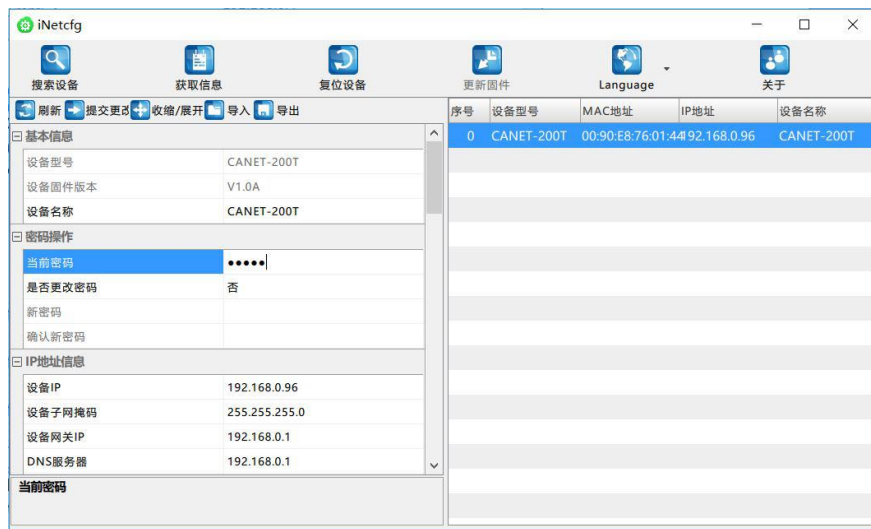 iNetcfg
搜索设备 获取信息 复位设备 更新固件 Language 关于
刷新 提交更改 收缩/展开 导入 导出
序号 设备型号 MAC地址 IP地址 设备名称
0 CANET-200T 00:90:E8:76:01:44 192.168.0.96 CANET-200T
基本信息
设备型号 CANET-200T
设备固件版本 V1.0A
设备名称 CANET-200T
密码操作
当前密码 •••••
是否更改密码 否
新密码
确认新密码
IP地址信息
设备IP 192.168.0.96
设备子网掩码 255.255.255.0
设备网关IP 192.168.0.1
DNS服务器 192.168.0.1
当前密码